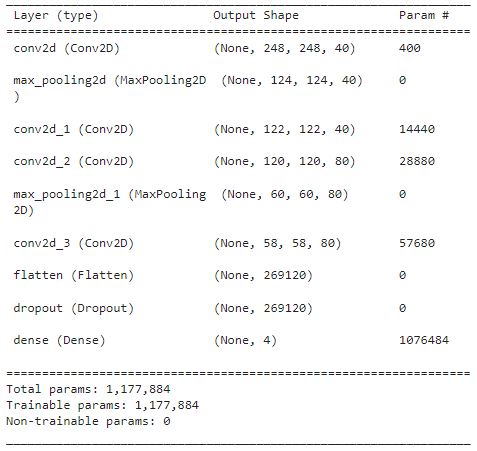 Layer (type) Output Shape Param #
=================================================================
conv2d (Conv2D) (None, 248, 248, 40) 400
max_pooling2d (MaxPooling2D (None, 124, 124, 40) 0
)
conv2d_1 (Conv2D) (None, 122, 122, 40) 14440
conv2d_2 (Conv2D) (None, 120, 120, 80) 28880
max_pooling2d_1 (MaxPooling (None, 60, 60, 80) 0
2D)
conv2d_3 (Conv2D) (None, 58, 58, 80) 57680
flatten (Flatten) (None, 269120) 0
dropout (Dropout) (None, 269120) 0
dense (Dense) (None, 4) 1076484
=================================================================
Total params: 1,177,884
Trainable params: 1,177,884
Non-trainable params: 0